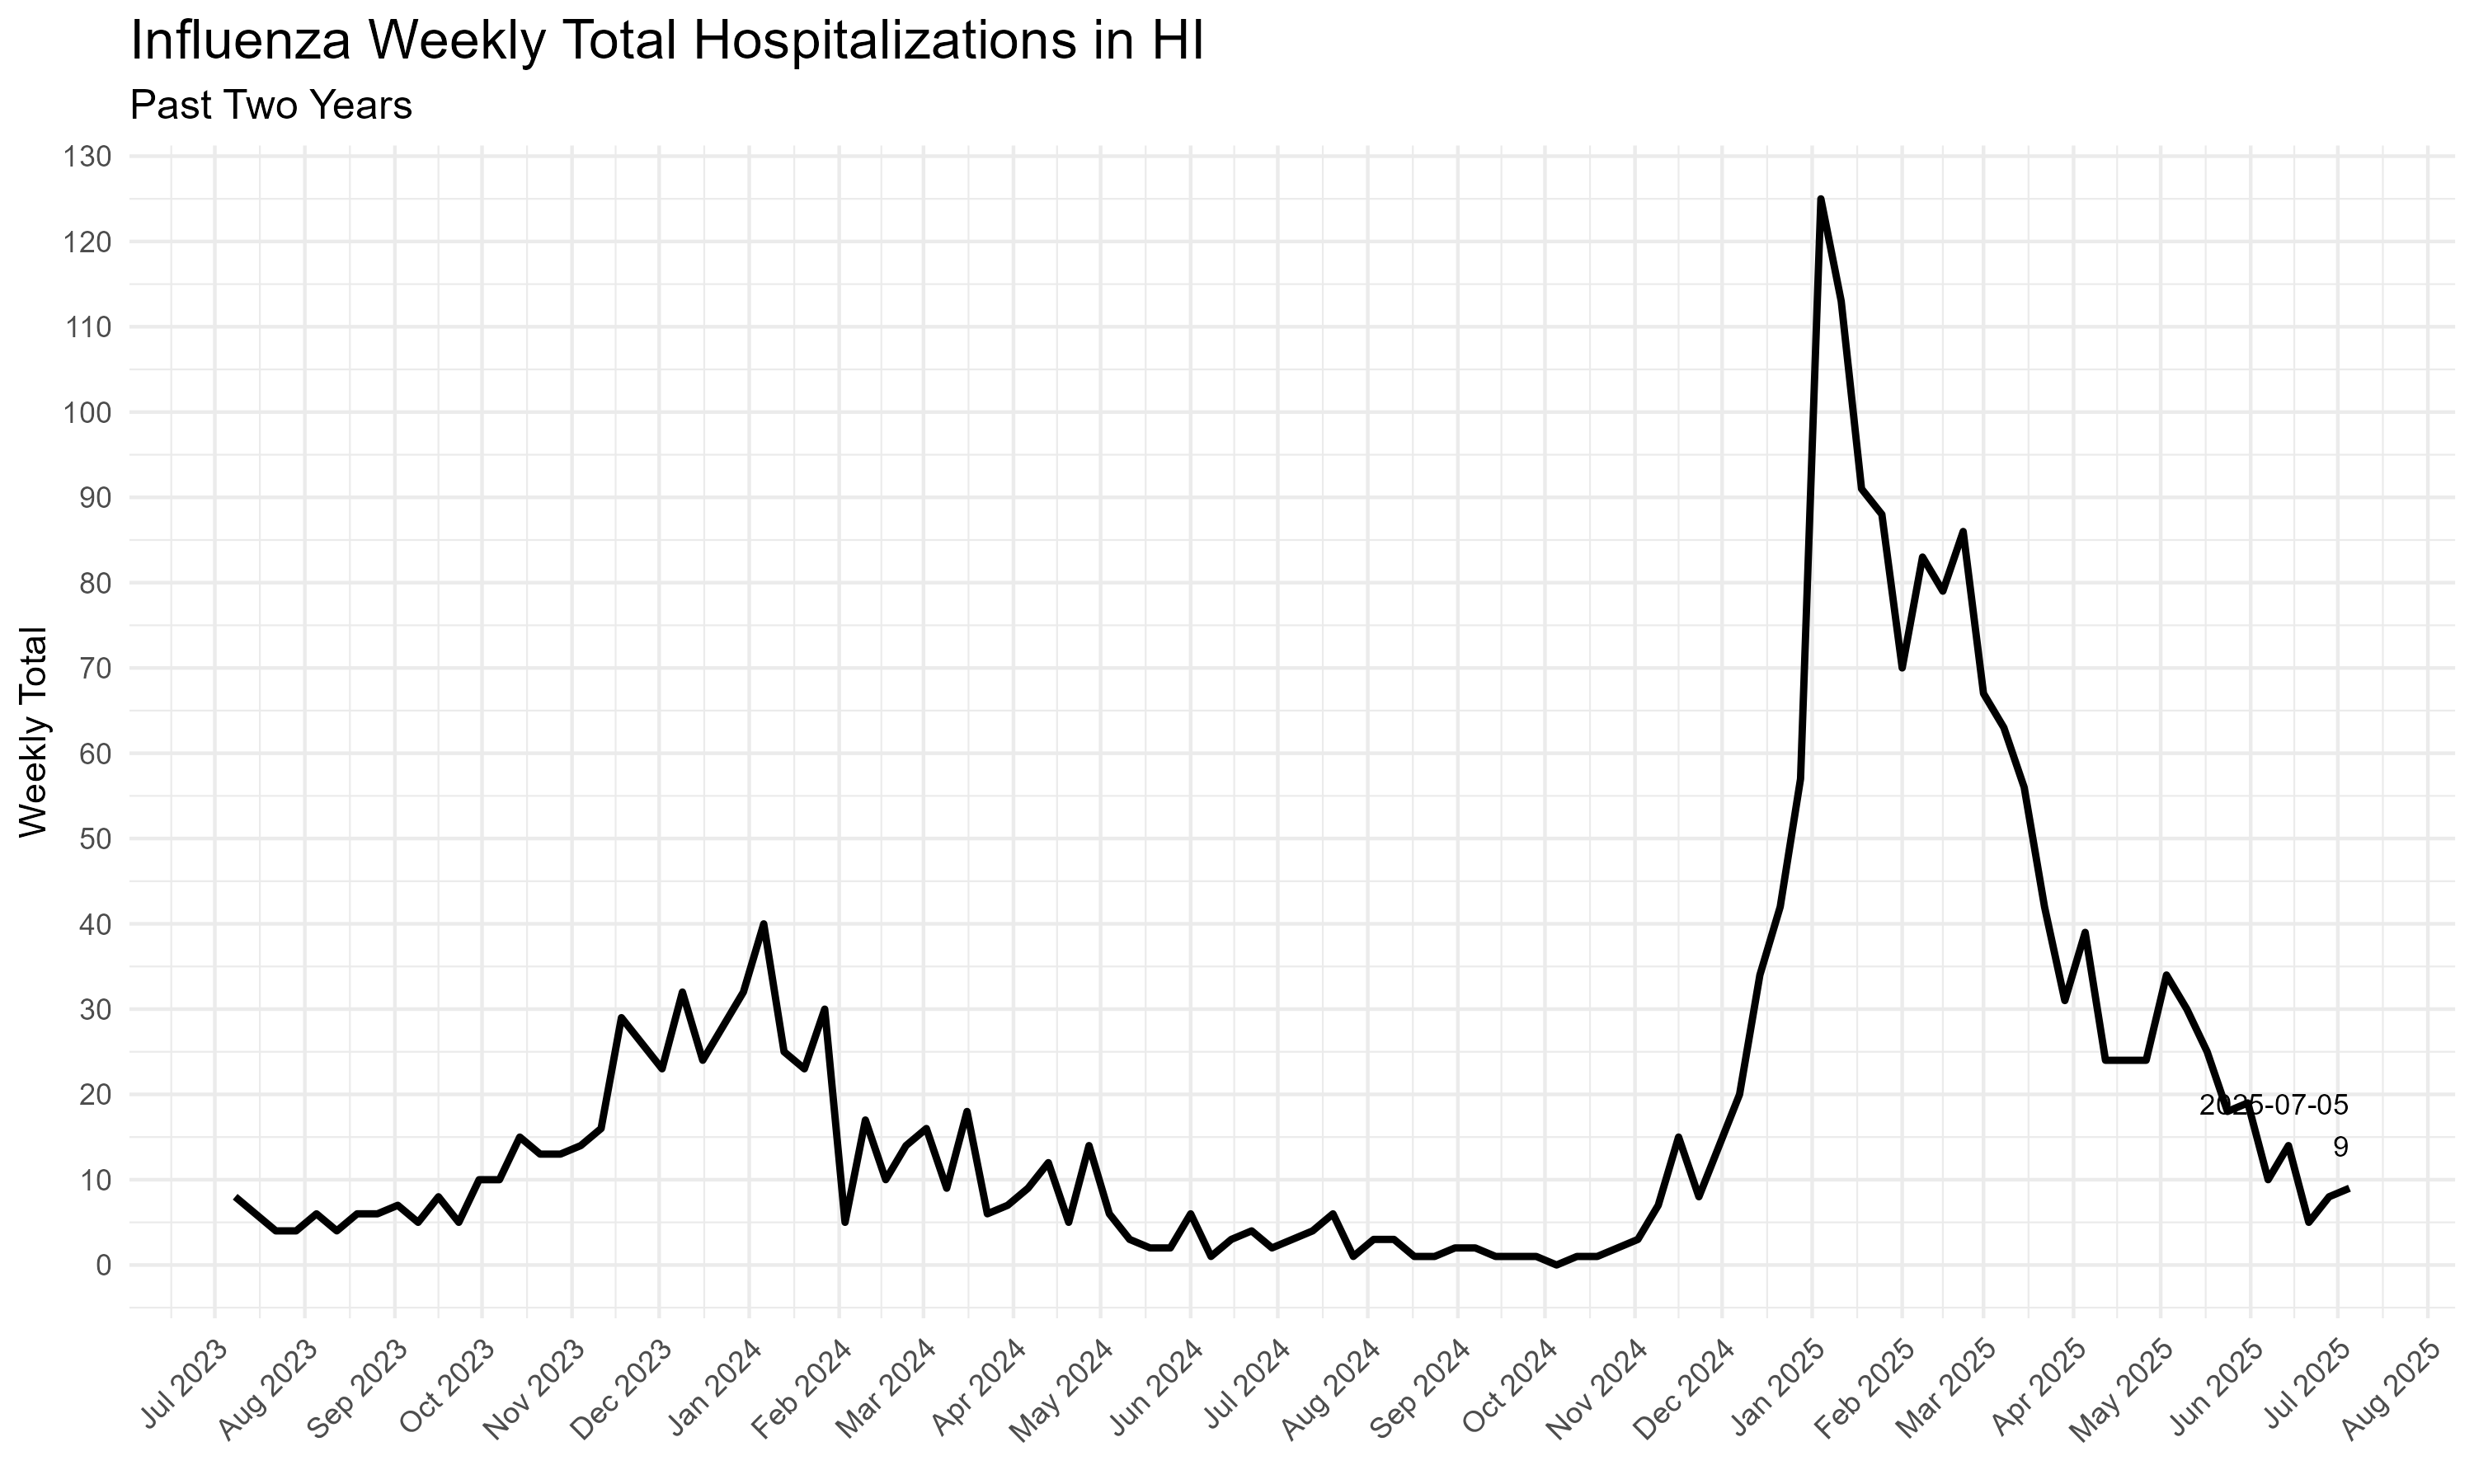 Influenza Weekly Total Hospitalizations in HI
Past Two Years
Weekly Total
130
120
110
100
90
80
70
60
50
40
30
20
10
0
2025-07-05
9
Jul 2023
Aug 2023
Sep 2023
Oct 2023
Nov 2023
Dec 2023
Jan 2024
Feb 2024
Mar 2024
Apr 2024
May 2024
Jun 2024
Jul 2024
Aug 2024
Sep 2024
Oct 2024
Nov 2024
Dec 2024
Jan 2025
Feb 2025
Mar 2025
Apr 2025
May 2025
Jun 2025
Jul 2025
Aug 2025